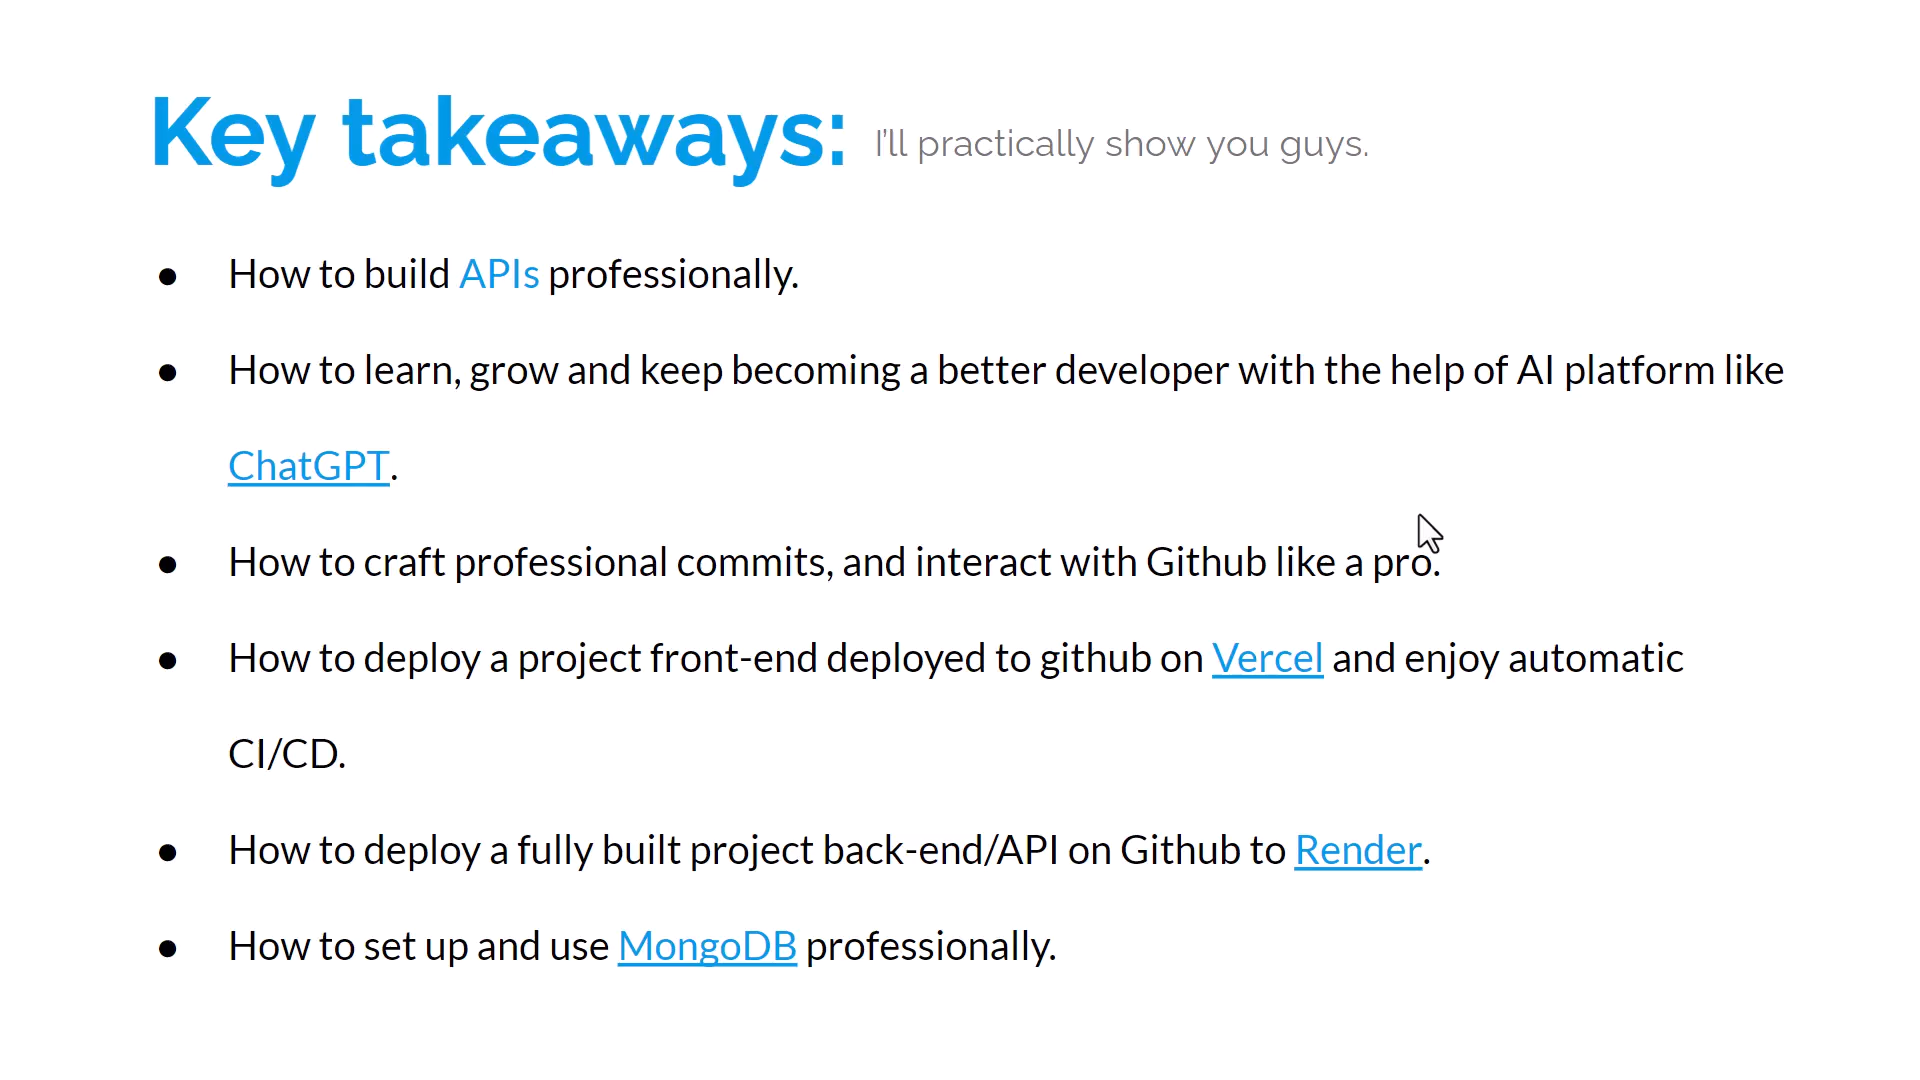 Key takeaways: I'll practically show you guys.
● How to build APIs professionally.
● How to learn, grow and keep becoming a better developer with the help of AI platform like
ChatGPT.
● How to craft professional commits, and interact with Github like a pro.
● How to deploy a project front-end deployed to github on Vercel and enjoy automatic
CI/CD.
● How to deploy a fully built project back-end/API on Github to Render.
● How to set up and use MongoDB professionally.